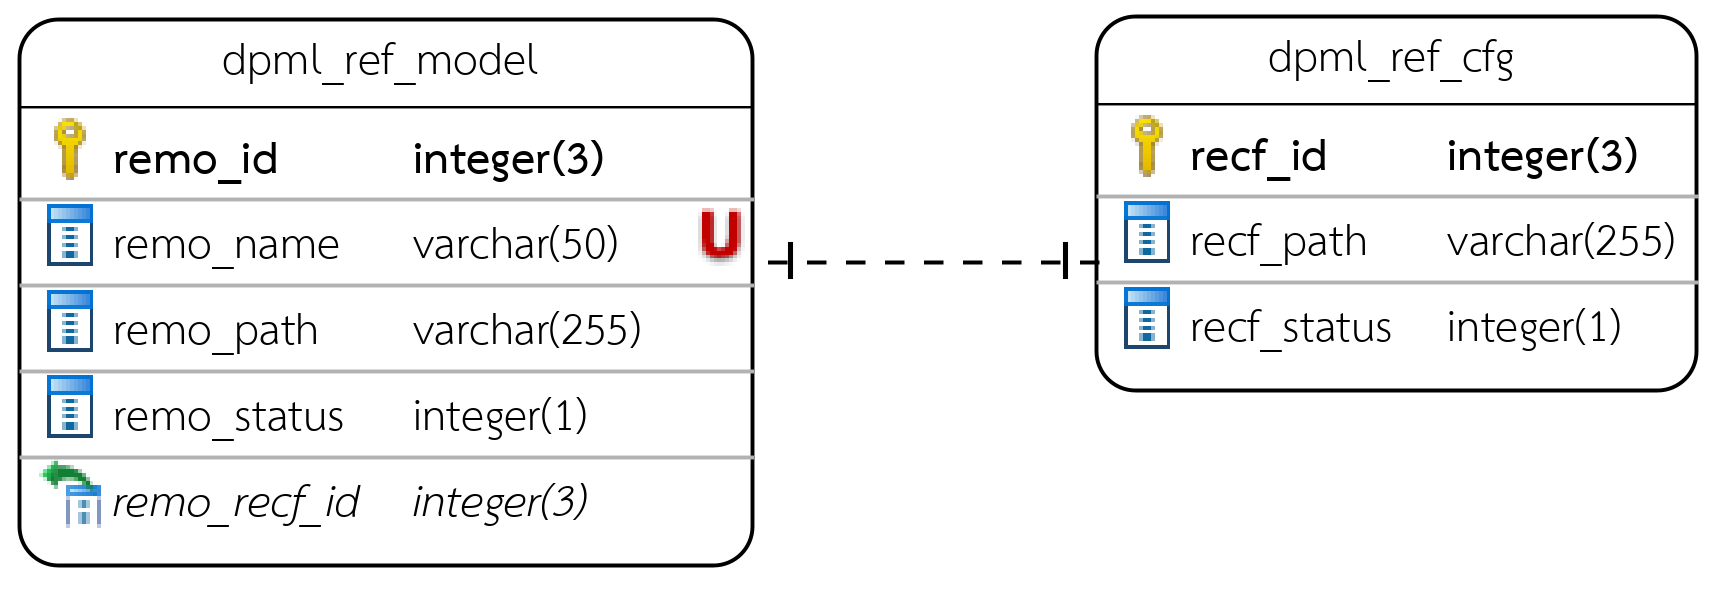 dpml_ref_model
remo_id integer(3)
remo_name varchar(50) U
remo_path varchar(255)
remo_status integer(1)
remo_recf_id integer(3)
dpml_ref_cfg
recf_id integer(3)
recf_path varchar(255)
recf_status integer(1)